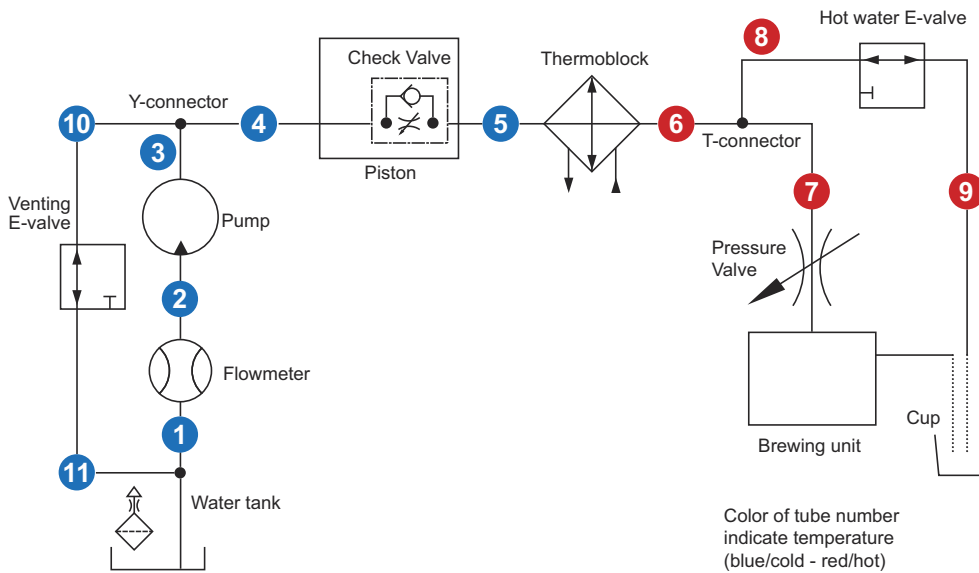 Hot water E-valve
8
Check Valve
Thermoblock
Y-connector
10
4
5
6
3
T-connector
Piston
Venting
E-valve
Pump
7
9
Pressure
Valve
2
Flowmeter
1
Cup
Brewing unit
11
Water tank
Color of tube number
indicate temperature
(blue/cold - red/hot)